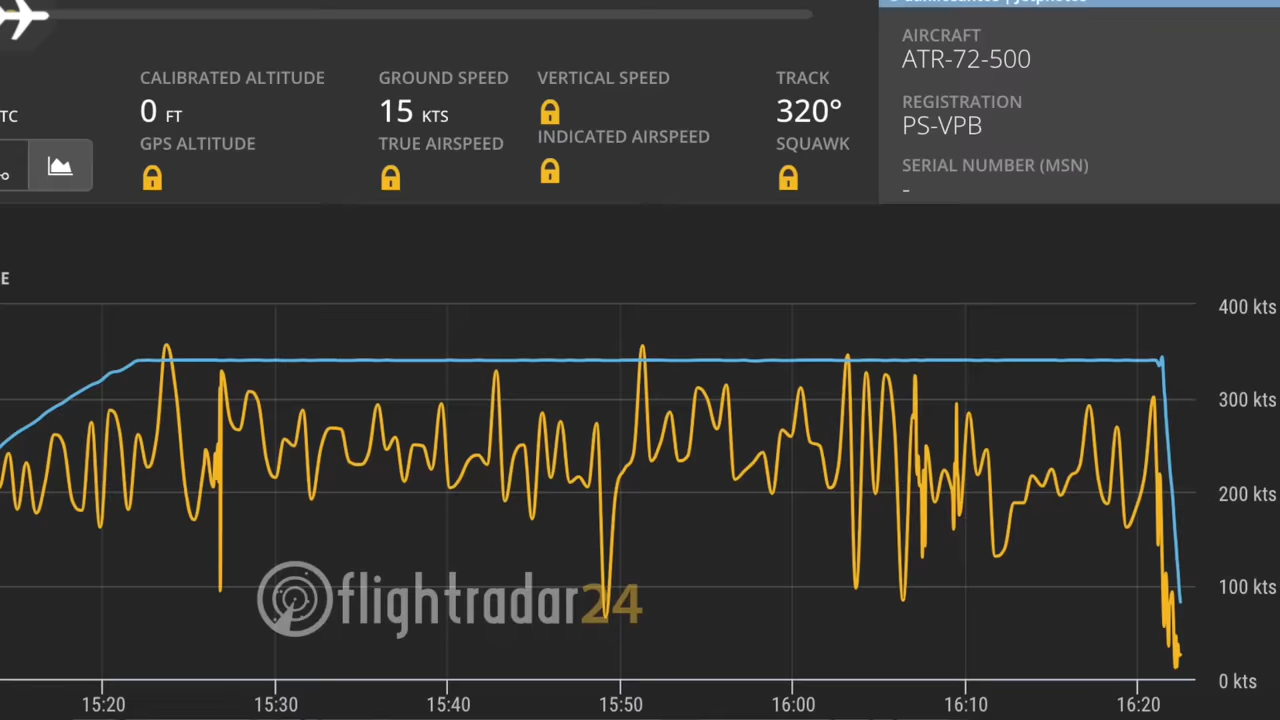 AIRCRAFT
ATR-72-500
CALIBRATED ALTITUDE GROUND SPEED VERTICAL SPEED TRACK
0 FT 15 KTS 320°
REGISTRATION
PS-VPB
TC
GPS ALTITUDE TRUE AIRSPEED INDICATED AIRSPEED SQUAWK
SERIAL NUMBER (MSN)
-
E
400 kts
300 kts
200 kts
100 kts
flightradar24
0 kts
15:20 15:30 15:40 15:50 16:00 16:10 16:20